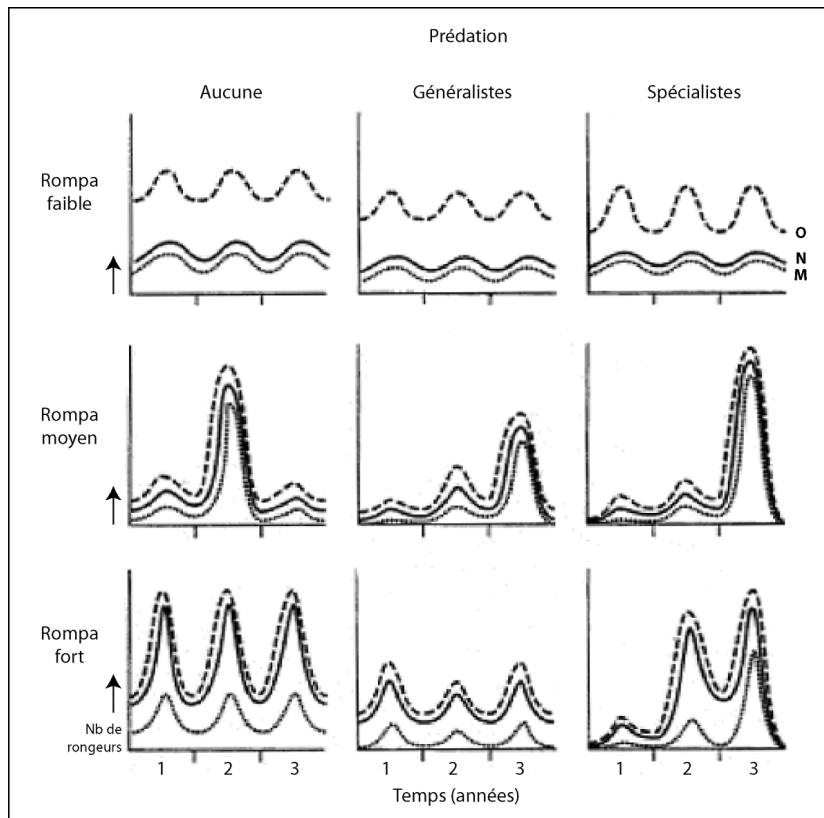 Prédation
Aucune
Généralistes
Spécialistes
Rompa
faible
O
N
M
Rompa
moyen
Rompa
fort
Nb de
rongeurs
1 2 3
1 2 3
1 2 3
Temps (années)